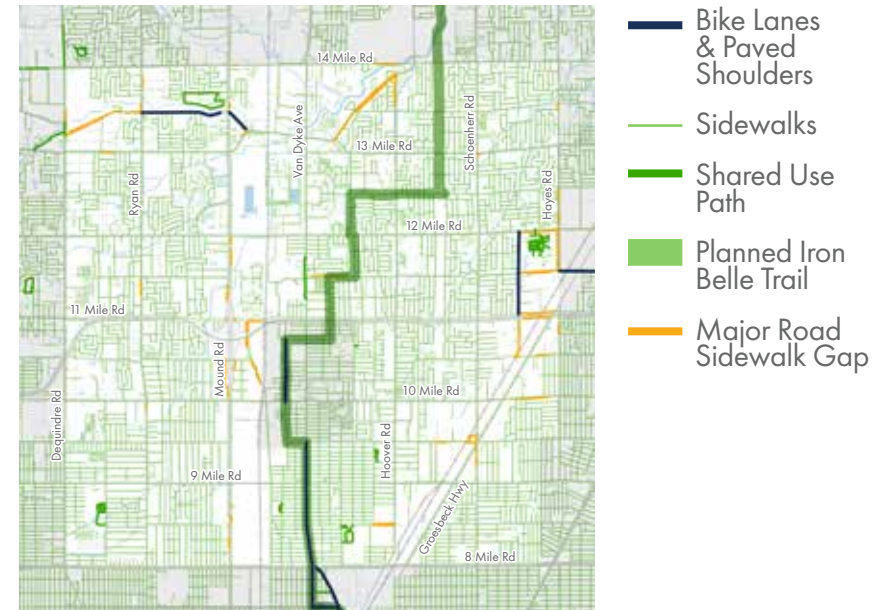 14 Mile Rd
Van Dyke Ave
Schoenherr Rd
13 Mile Rd
Ryan Rd
Hayes Rd
12 Mile Rd
11 Mile Rd
Mound Rd
10 Mile Rd
Dequindre Rd
Hoover Rd
9 Mile Rd
Groesbeck Hwy
8 Mile Rd
Bike Lanes
& Paved
Shoulders
Sidewalks
Shared Use
Path
Planned Iron
Belle Trail
Major Road
Sidewalk Gap